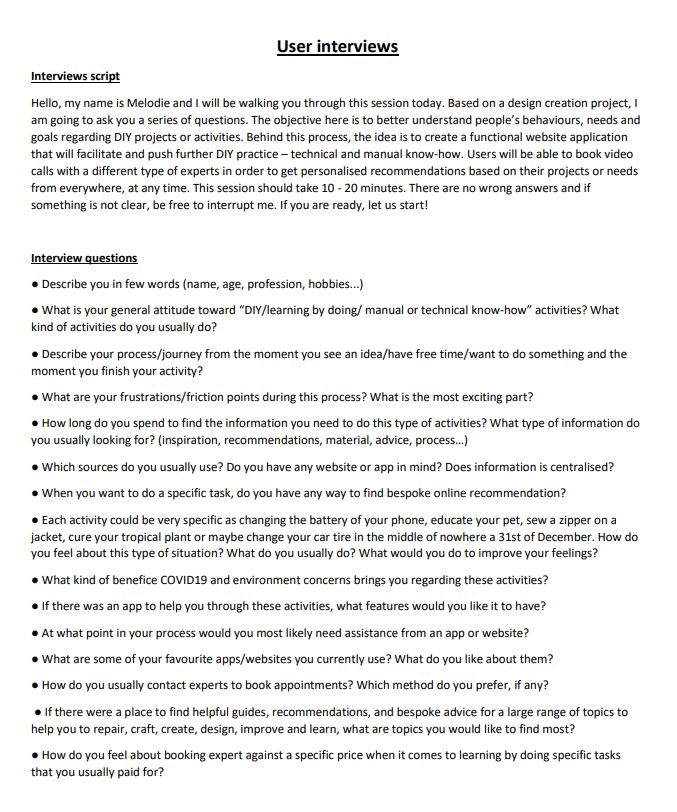 User interviews
Interviews script
Hello, my name is Melodie and I will be walking you through this session today. Based on a design creation project, I
am going to ask you a series of questions. The objective here is to better understand people’s behaviours, needs and
goals regarding DIY projects or activities. Behind this process, the idea is to create a functional website application
that will facilitate and push further DIY practice – technical and manual know-how. Users will be able to book video
calls with a different type of experts in order to get personalised recommendations based on their projects or needs
from everywhere, at any time. This session should take 10 - 20 minutes. There are no wrong answers and if
something is not clear, be free to interrupt me. If you are ready, let us start!
Interview questions
● Describe you in few words (name, age, profession, hobbies...)
● What is your general attitude toward “DIY/learning by doing/ manual or technical know-how” activities? What
kind of activities do you usually do?
● Describe your process/journey from the moment you see an idea/have free time/want to do something and the
moment you finish your activity?
● What are your frustrations/friction points during this process? What is the most exciting part?
● How long do you spend to find the information you need to do this type of activities? What type of information do
you usually looking for? (inspiration, recommendations, material, advice, process…)
● Which sources do you usually use? Do you have any website or app in mind? Does information is centralised?
● When you want to do a specific task, do you have any way to find bespoke online recommendation?
● Each activity could be very specific as changing the battery of your phone, educate your pet, sew a zipper on a
jacket, cure your tropical plant or maybe change your car tire in the middle of nowhere a 31st of December. How do
you feel about this type of situation? What do you usually do? What would you do to improve your feelings?
● What kind of benefice COVID19 and environment concerns brings you regarding these activities?
● If there was an app to help you through these activities, what features would you like it to have?
● At what point in your process would you most likely need assistance from an app or website?
● What are some of your favourite apps/websites you currently use? What do you like about them?
● How do you usually contact experts to book appointments? Which method do you prefer, if any?
● If there were a place to find helpful guides, recommendations, and bespoke advice for a large range of topics to
help you to repair, craft, create, design, improve and learn, what are topics you would like to find most?
● How do you feel about booking expert against a specific price when it comes to learning by doing specific tasks
that you usually paid for?